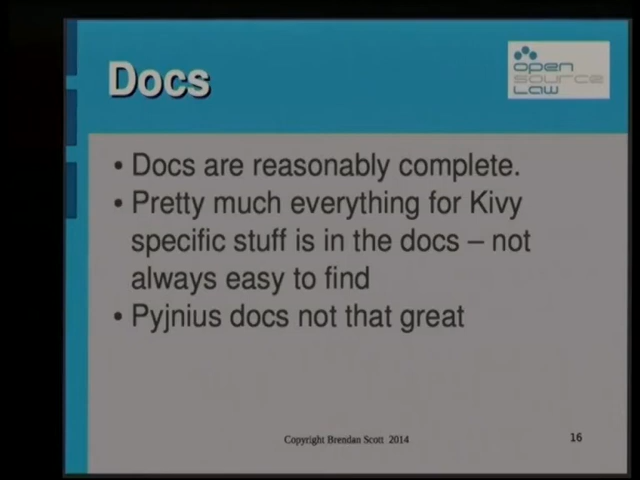 Docs
open
source
Law
• Docs are reasonably complete.
• Pretty much everything for Kivy
specific stuff is in the docs – not
always easy to find
• Pyjnius docs not that great
Copyright Brendan Scott 2014
16